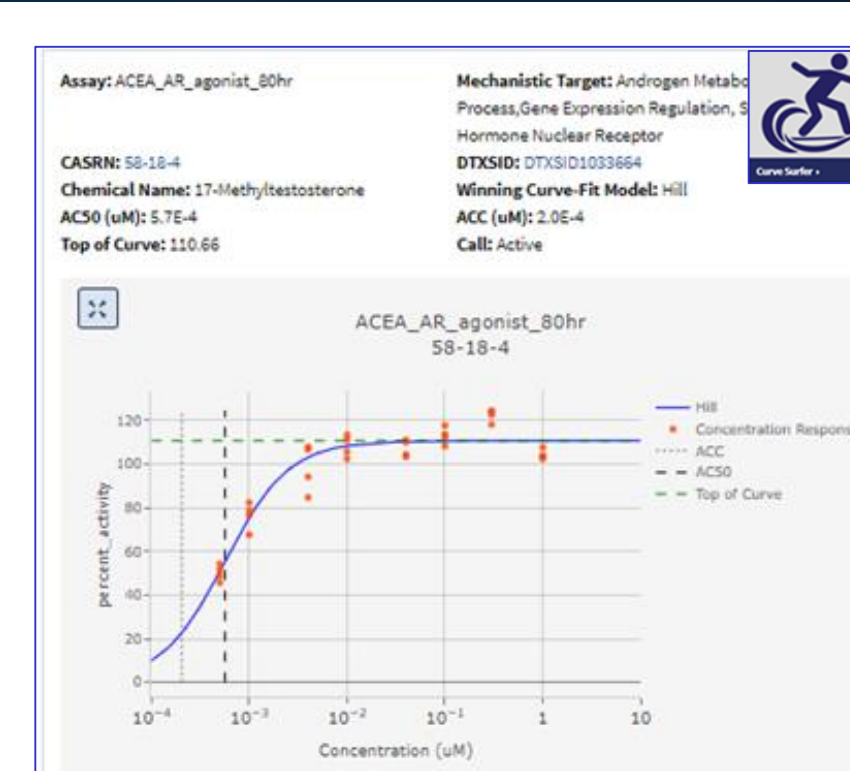 Assay: ACEA_AR_agonist_80hr
Mechanistic Target: Androgen Metabo
Process,Gene Expression Regulation, S
Hormone Nuclear Receptor
Curve Surfer ›
CASRN: 58-18-4
DTXSID: DTXSID1033664
Chemical Name: 17-Methyltestosterone
Winning Curve-Fit Model: Hill
AC50 (uM): 5.7E-4
ACC (uM): 2.0E-4
Top of Curve: 110.66
Call: Active
ACEA_AR_agonist_80hr
58-18-4
percent_activity
120
100
80
60
40
20
0
10⁻⁴ 10⁻³ 10⁻² 10⁻¹ 1 10
Concentration (uM)
Hill
Concentration Respons
ACC
AC50
Top of Curve